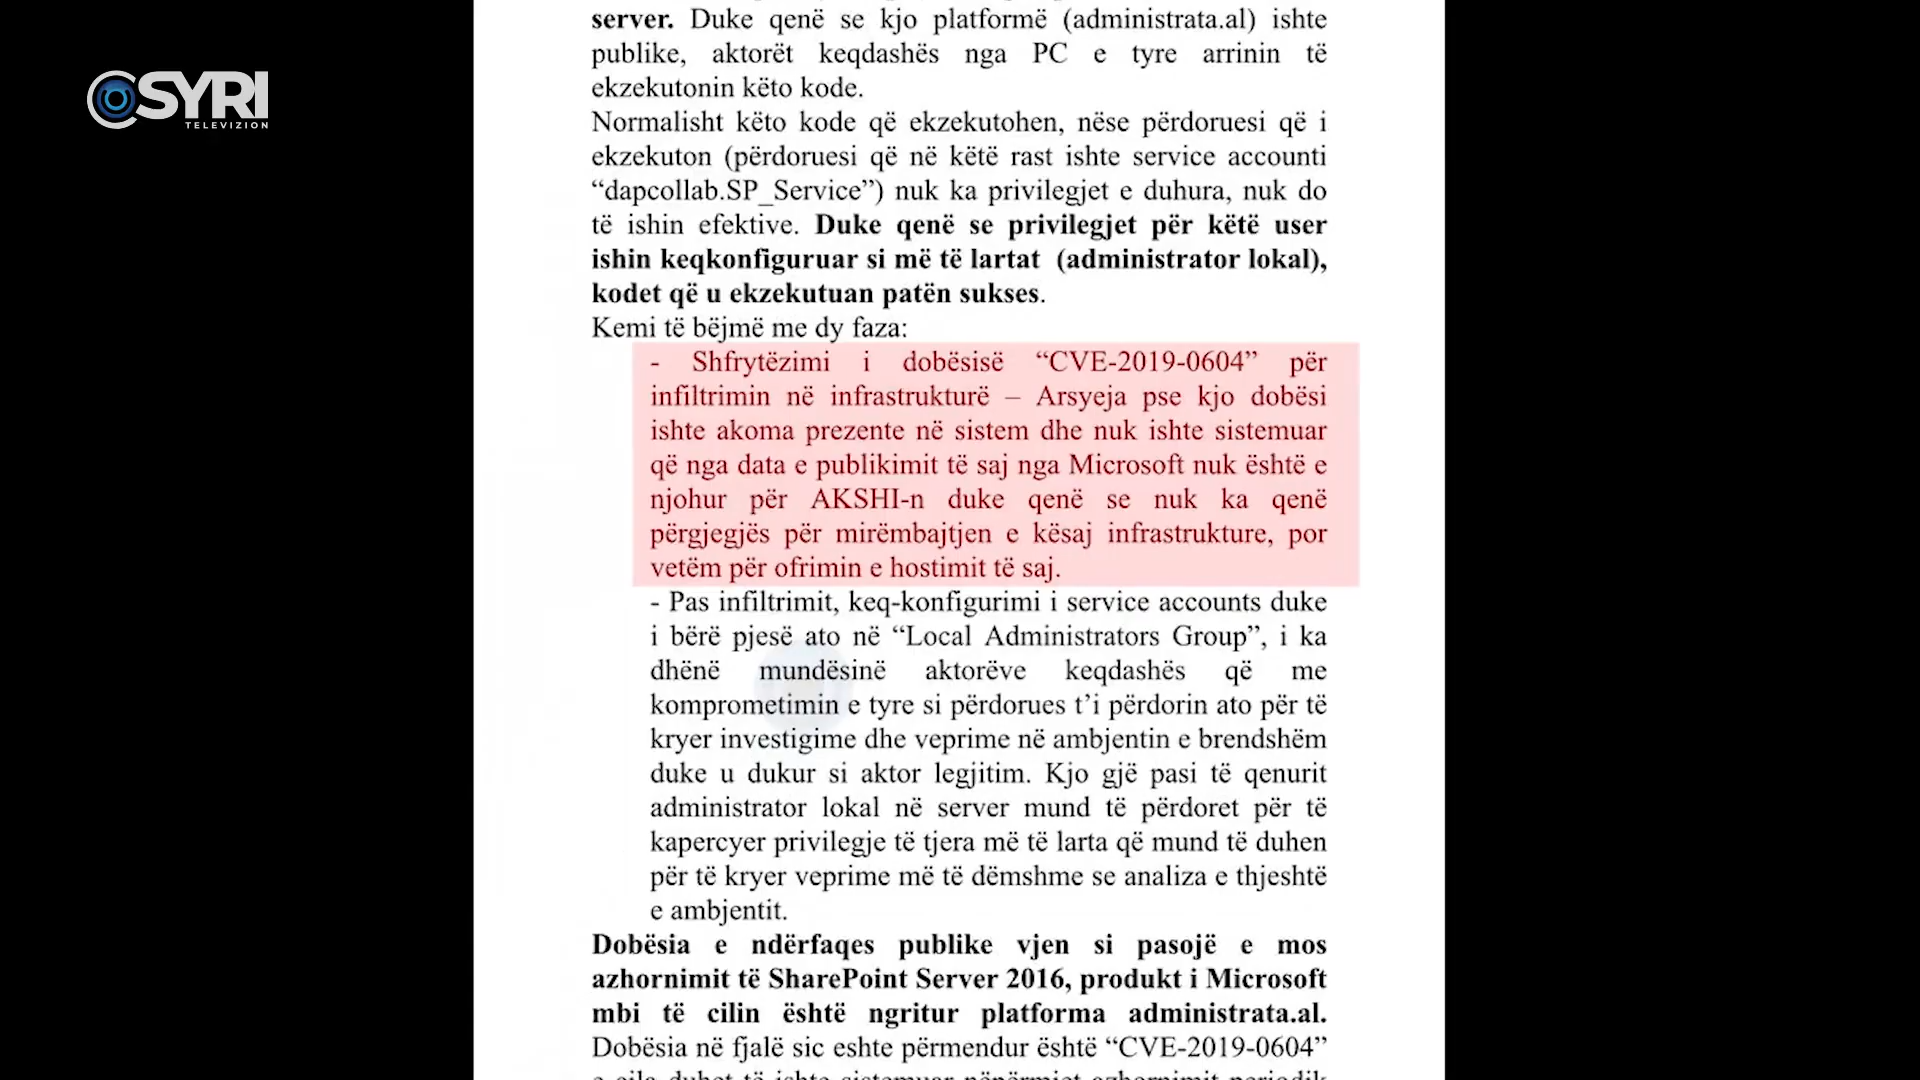 SYRI
TELEVIZION
server. Duke qenë se kjo platformë (administrata.al) ishte
publike, aktorët keqdashës nga PC e tyre arrinin të
ekzekutonin këto kode.
Normalisht këto kode që ekzekutohen, nëse përdoruesi që i
ekzekuton (përdoruesi që në këtë rast ishte service accounti
“dapcollab.SP_Service”) nuk ka privilegjet e duhura, nuk do
të ishin efektive. Duke qenë se privilegjet për këtë user
ishin keqkonfiguruar si më të lartat (administrator lokal),
kodet që u ekzekutuan patën sukses.
Kemi të bëjmë me dy faza:
- Shfrytëzimi i dobësisë “CVE-2019-0604” për
infiltrimin në infrastrukturë – Arsyeja pse kjo dobësi
ishte akoma prezente në sistem dhe nuk ishte sistemuar
që nga data e publikimit të saj nga Microsoft nuk është e
njohur për AKSHI-n duke qenë se nuk ka qenë
përgjegjës për mirëmbajtjen e kësaj infrastrukture, por
vetëm për ofrimin e hostimit të saj.
- Pas infiltrimit, keq-konfigurimi i service accounts duke
i bërë pjesë ato në “Local Administrators Group”, i ka
dhënë mundësinë aktorëve keqdashës që me
komprometimin e tyre si përdorues t’i përdorin ato për të
kryer investigime dhe veprime në ambjentin e brendshëm
duke u dukur si aktor legjitim. Kjo gjë pasi të qenurit
administrator lokal në server mund të përdoret për të
kapercyer privilegje të tjera më të larta që mund të duhen
për të kryer veprime më të dëmshme se analiza e thjeshtë
e ambjentit.
Dobësia e ndërfaqes publike vjen si pasojë e mos
azhornimit të SharePoint Server 2016, produkt i Microsoft
mbi të cilin është ngritur platforma administrata.al.
Dobësia në fjalë sic eshte përmendur është “CVE-2019-0604”